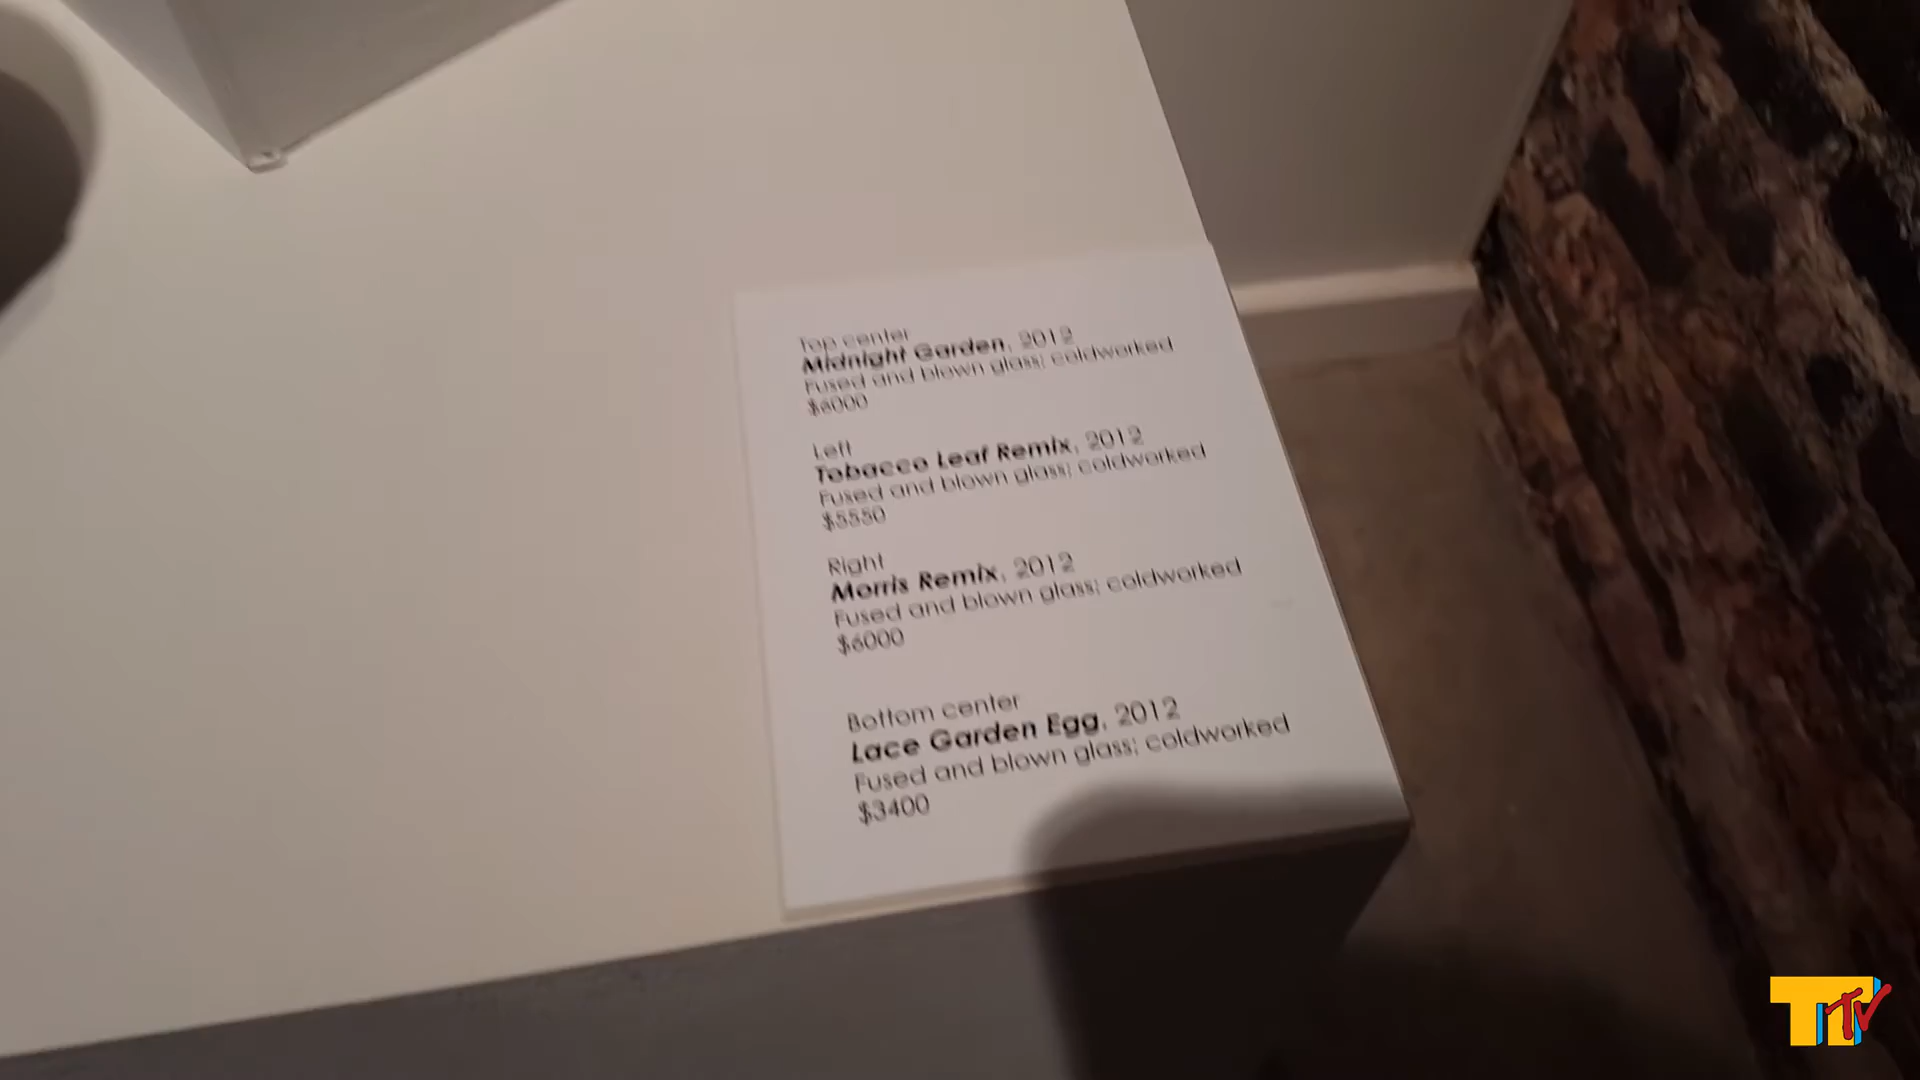 Top center
Midnight Garden, 2012
Fused and blown glass; coldworked
$6000
Left
Tobacco Leaf Remix, 2012
Fused and blown glass; coldworked
$5550
Right
Morris Remix, 2012
Fused and blown glass; coldworked
$6000
Bottom center
Lace Garden Egg, 2012
Fused and blown glass; coldworked
$3400
TV